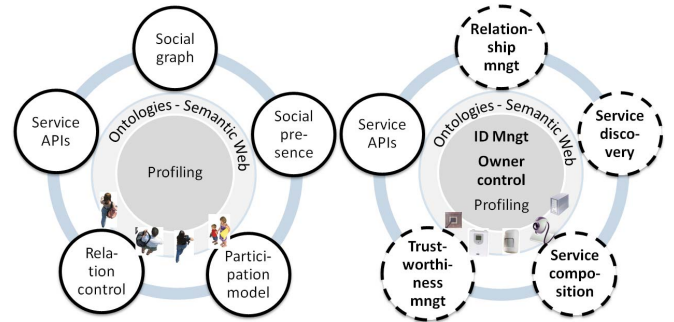 Social
graph
Service
APIs
Ontologies - Semantic Web
Social
pre-
sence
Profiling
Rela-
tion
control
Partici-
pation
model
Relation-
ship
mngt
Service
APIs
Ontologies - Semantic Web
Service
disco-
very
ID Mngt
Owner
control
Profiling
Trust-
worthi-
ness
mngt
Service
compo-
sition